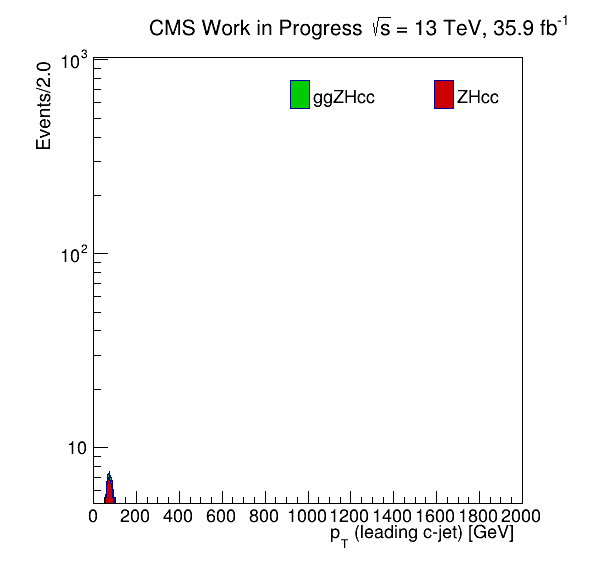 CMS Work in Progress √s = 13 TeV, 35.9 fb⁻¹
Events/2.0
10³
ggZHcc
ZHcc
10²
10
0 200 400 600 800 1000 1200 1400 1600 1800 2000
p_T (leading c-jet) [GeV]